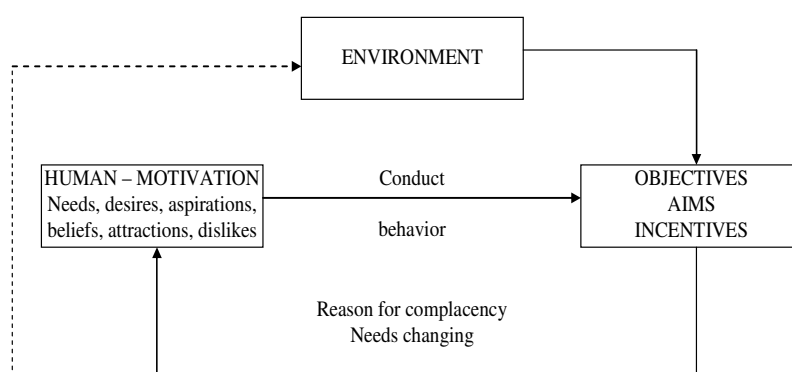 ENVIRONMENT
HUMAN – MOTIVATION
Needs, desires, aspirations,
beliefs, attractions, dislikes
Conduct
behavior
OBJECTIVES
AIMS
INCENTIVES
Reason for complacency
Needs changing